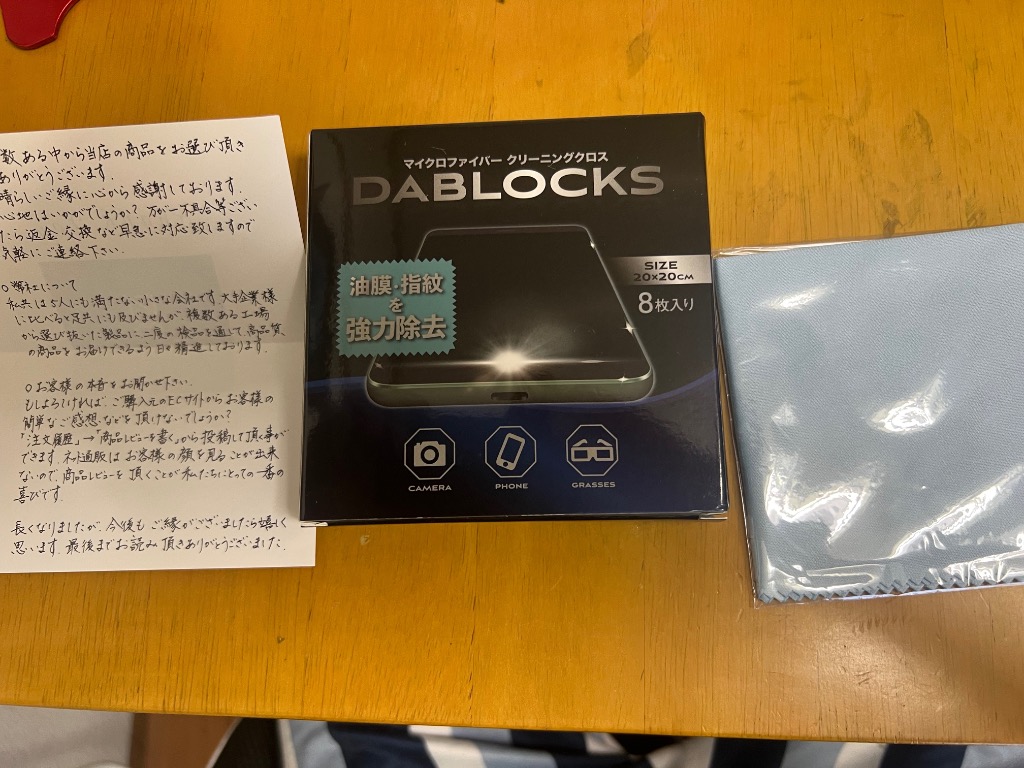 数ある中から当店の商品をお選び頂き
ありがとうございます。
晴らしいご縁に心から感謝しております。
心地はいかがでしょうか？万が一不具合等ござい
たら返金、交換など早急に対応致しますので
気軽にご連絡下さい。
○弊社について
私共は5人にも満たない小さな会社です。大手企業様
に比べると足元にも及びませんが、複数ある工場
から選び抜いた製品に二度の検品を通して、高品質
の商品をお届けできるよう日々精進しております。
○お客様の本音をお聞かせ下さい。
もしよろしければ、ご購入元のECサイトからお客様の
簡単なご感想などを頂けないでしょうか？
「注文履歴」→「商品レビューを書く」から投稿して頂く事が
できます。ネット通販はお客様の顔を見ることが出来
ないので、商品レビューを頂くことが私たちにとっての一番の
喜びです。
長くなりましたが、今後もご縁がございましたら嬉しく
思います。最後までお読み頂きありがとうございました。
マイクロファイバー クリーニングクロス
DABLOCKS
SIZE
20×20CM
8枚入り
油膜・指紋
を
強力除去
CAMERA
PHONE
GRASSES